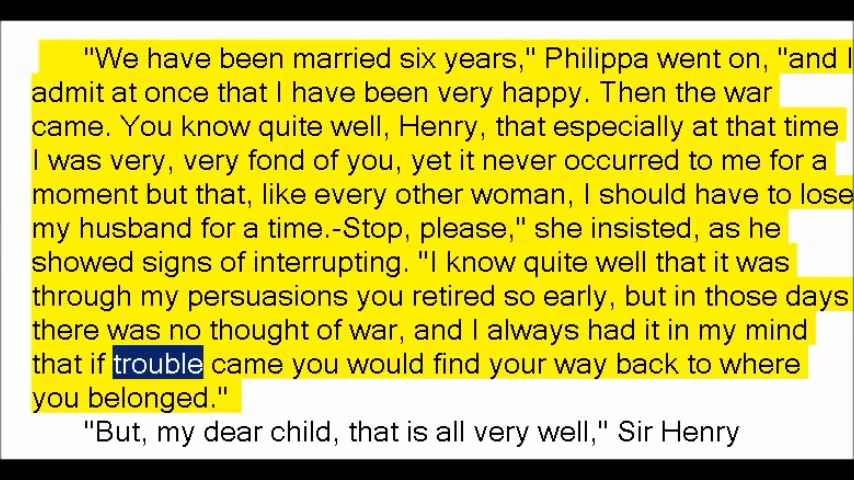 "We have been married six years," Philippa went on, "and I
admit at once that I have been very happy. Then the war
came. You know quite well, Henry, that especially at that time
I was very, very fond of you, yet it never occurred to me for a
moment but that, like every other woman, I should have to lose
my husband for a time.-Stop, please," she insisted, as he
showed signs of interrupting. "I know quite well that it was
through my persuasions you retired so early, but in those days
there was no thought of war, and I always had it in my mind
that if trouble came you would find your way back to where
you belonged."
"But, my dear child, that is all very well," Sir Henry